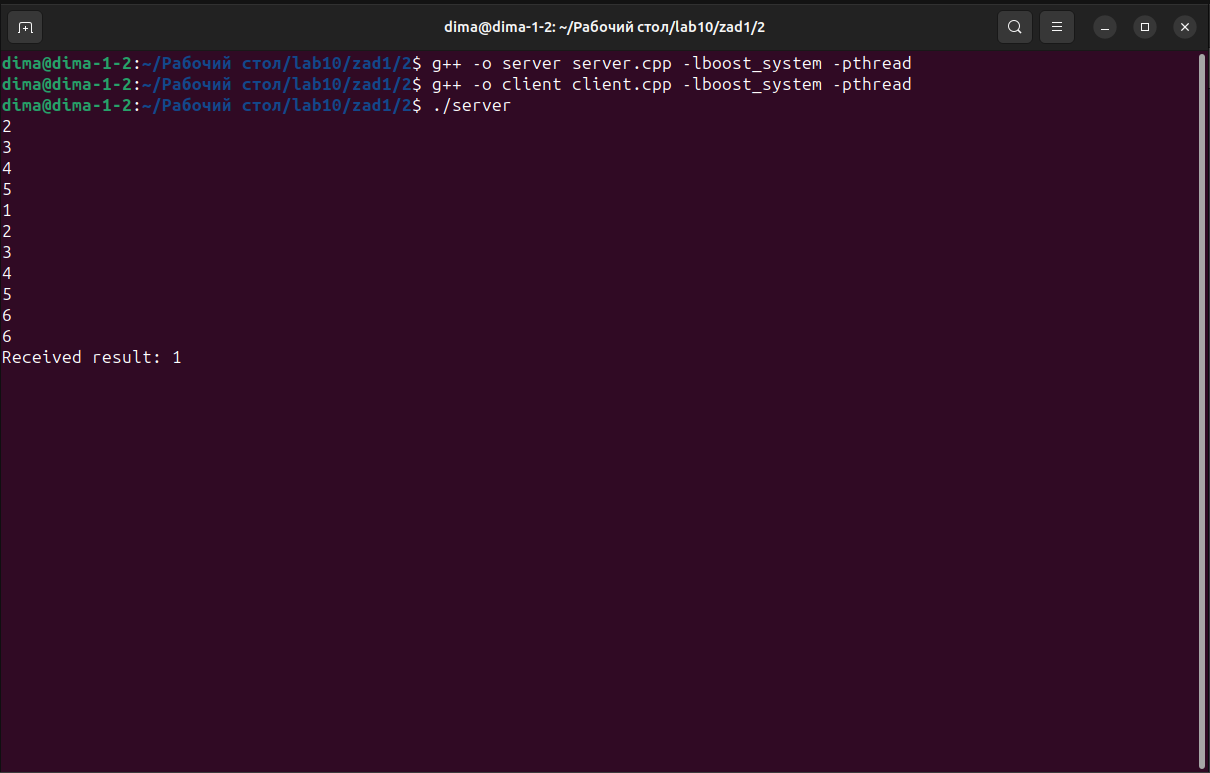 dima@dima-1-2: ~/Рабочий стол/lab10/zad1/2
dima@dima-1-2:~/Рабочий стол/lab10/zad1/2$ g++ -o server server.cpp -lboost_system -pthread
dima@dima-1-2:~/Рабочий стол/lab10/zad1/2$ g++ -o client client.cpp -lboost_system -pthread
dima@dima-1-2:~/Рабочий стол/lab10/zad1/2$ ./server
2
3
4
5
1
2
3
4
5
6
6
Received result: 1